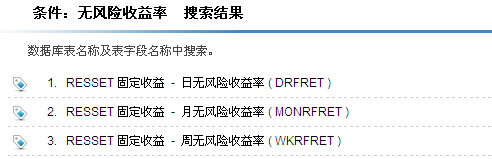 条件：无风险收益率 搜索结果
数据库表名称及表字段名称中搜索。
1. RESSET 固定收益 - 日无风险收益率 ( DRFRET )
2. RESSET 固定收益 - 月无风险收益率 ( MONRFRET )
3. RESSET 固定收益 - 周无风险收益率 ( WKRFRET )